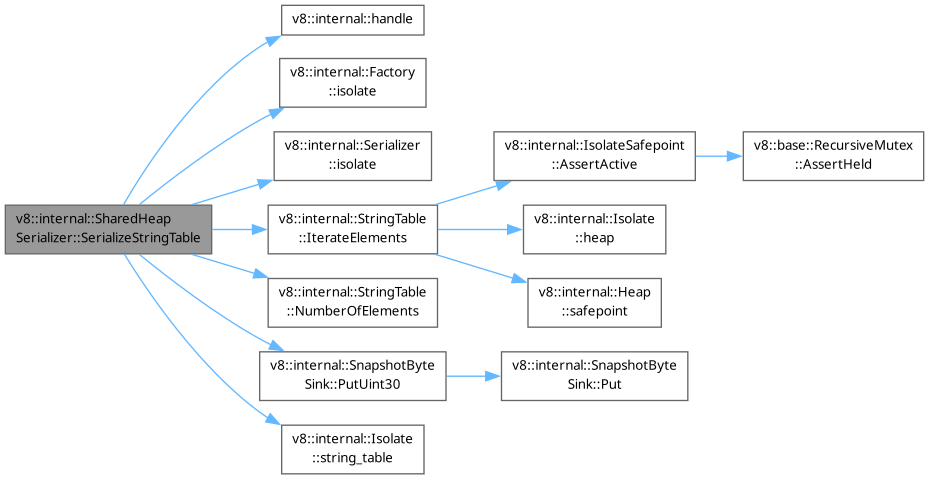 v8::internal::handle
v8::internal::Factory
::isolate
v8::internal::Serializer
::isolate
v8::internal::IsolateSafepoint
::AssertActive
v8::base::RecursiveMutex
::AssertHeld
v8::internal::SharedHeap
Serializer::SerializeStringTable
v8::internal::StringTable
::IterateElements
v8::internal::Isolate
::heap
v8::internal::StringTable
::NumberOfElements
v8::internal::Heap
::safepoint
v8::internal::SnapshotByte
Sink::PutUint30
v8::internal::SnapshotByte
Sink::Put
v8::internal::Isolate
::string_table